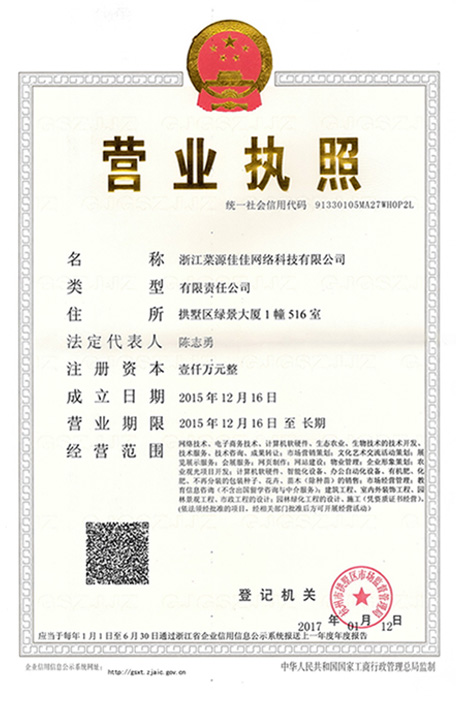 营业执照
统一社会信用代码 91330105MA27WH0P2L
名称 浙江菜源佳佳网络科技有限公司
类型 有限责任公司
住所 拱墅区绿景大厦1幢516室
法定代表人 陈志勇
注册资本 壹仟万元整
成立日期 2015年12月16日
营业期限 2015年12月16日至长期
经营范围 网络技术、电子商务技术、计算机软硬件、生态农业、生物技术的技术开发、
技术服务、技术咨询、成果转让；市场营销策划；文化艺术交流活动策划；展
览展示服务；会展服务；网页制作；网站建设；物业管理；企业形象策划；农
业观光项目开发；计算机软硬件、智能化设备、办公自动化设备、有机肥、化
肥、不再分装的包装种子、花卉、苗木（除种苗）的销售；市场经营管理；教
育信息咨询（不含出国留学咨询与中介服务）；建筑工程、室内外装饰工程、园
林景观工程、市政工程的设计；园林绿化工程的设计、施工（凭资质证书经营）。
（依法须经批准的项目，经相关部门批准后方可开展经营活动）
登记机关
杭州市拱墅区市场监督管理局
2017年01月12日
应当于每年1月1日至6月30日通过浙江省企业信用信息公示系统报送上一年度年度报告
企业信用信息公示系统网址： http://gsxt.zjaic.gov.cn 中华人民共和国国家工商行政管理总局监制